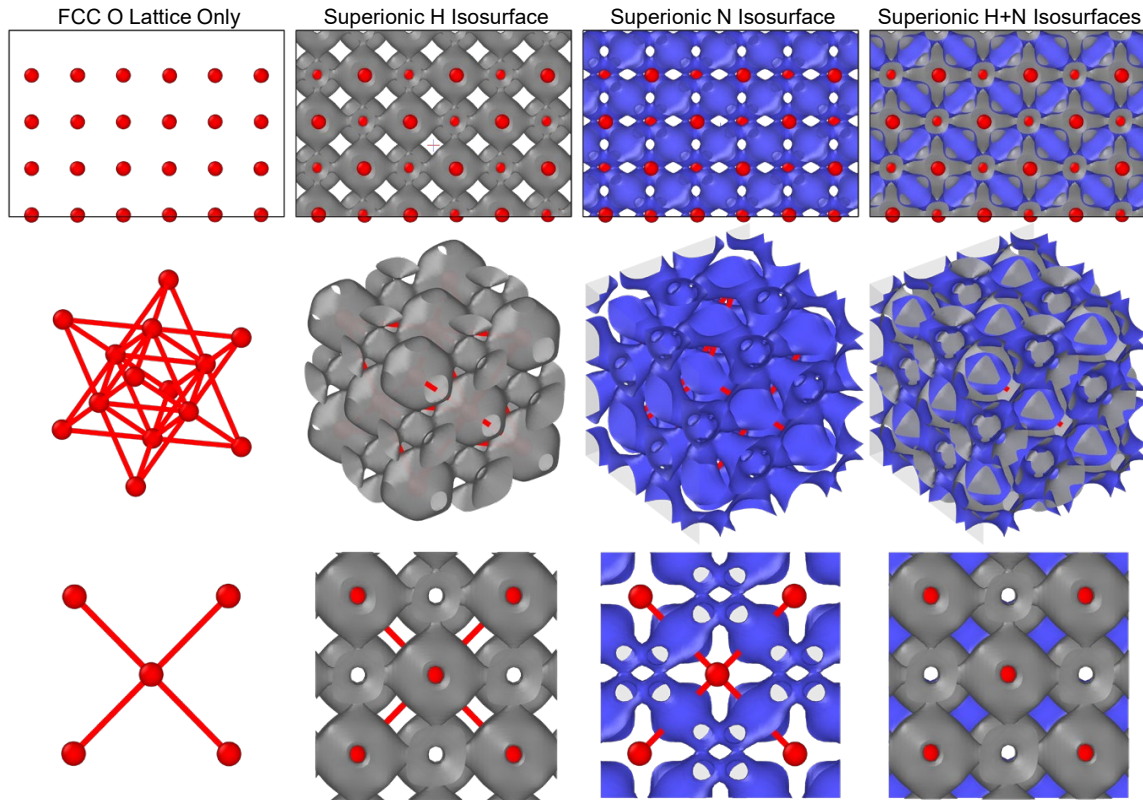 FCC O Lattice Only
Superionic H Isosurface
Superionic N Isosurface
Superionic H+N Isosurfaces